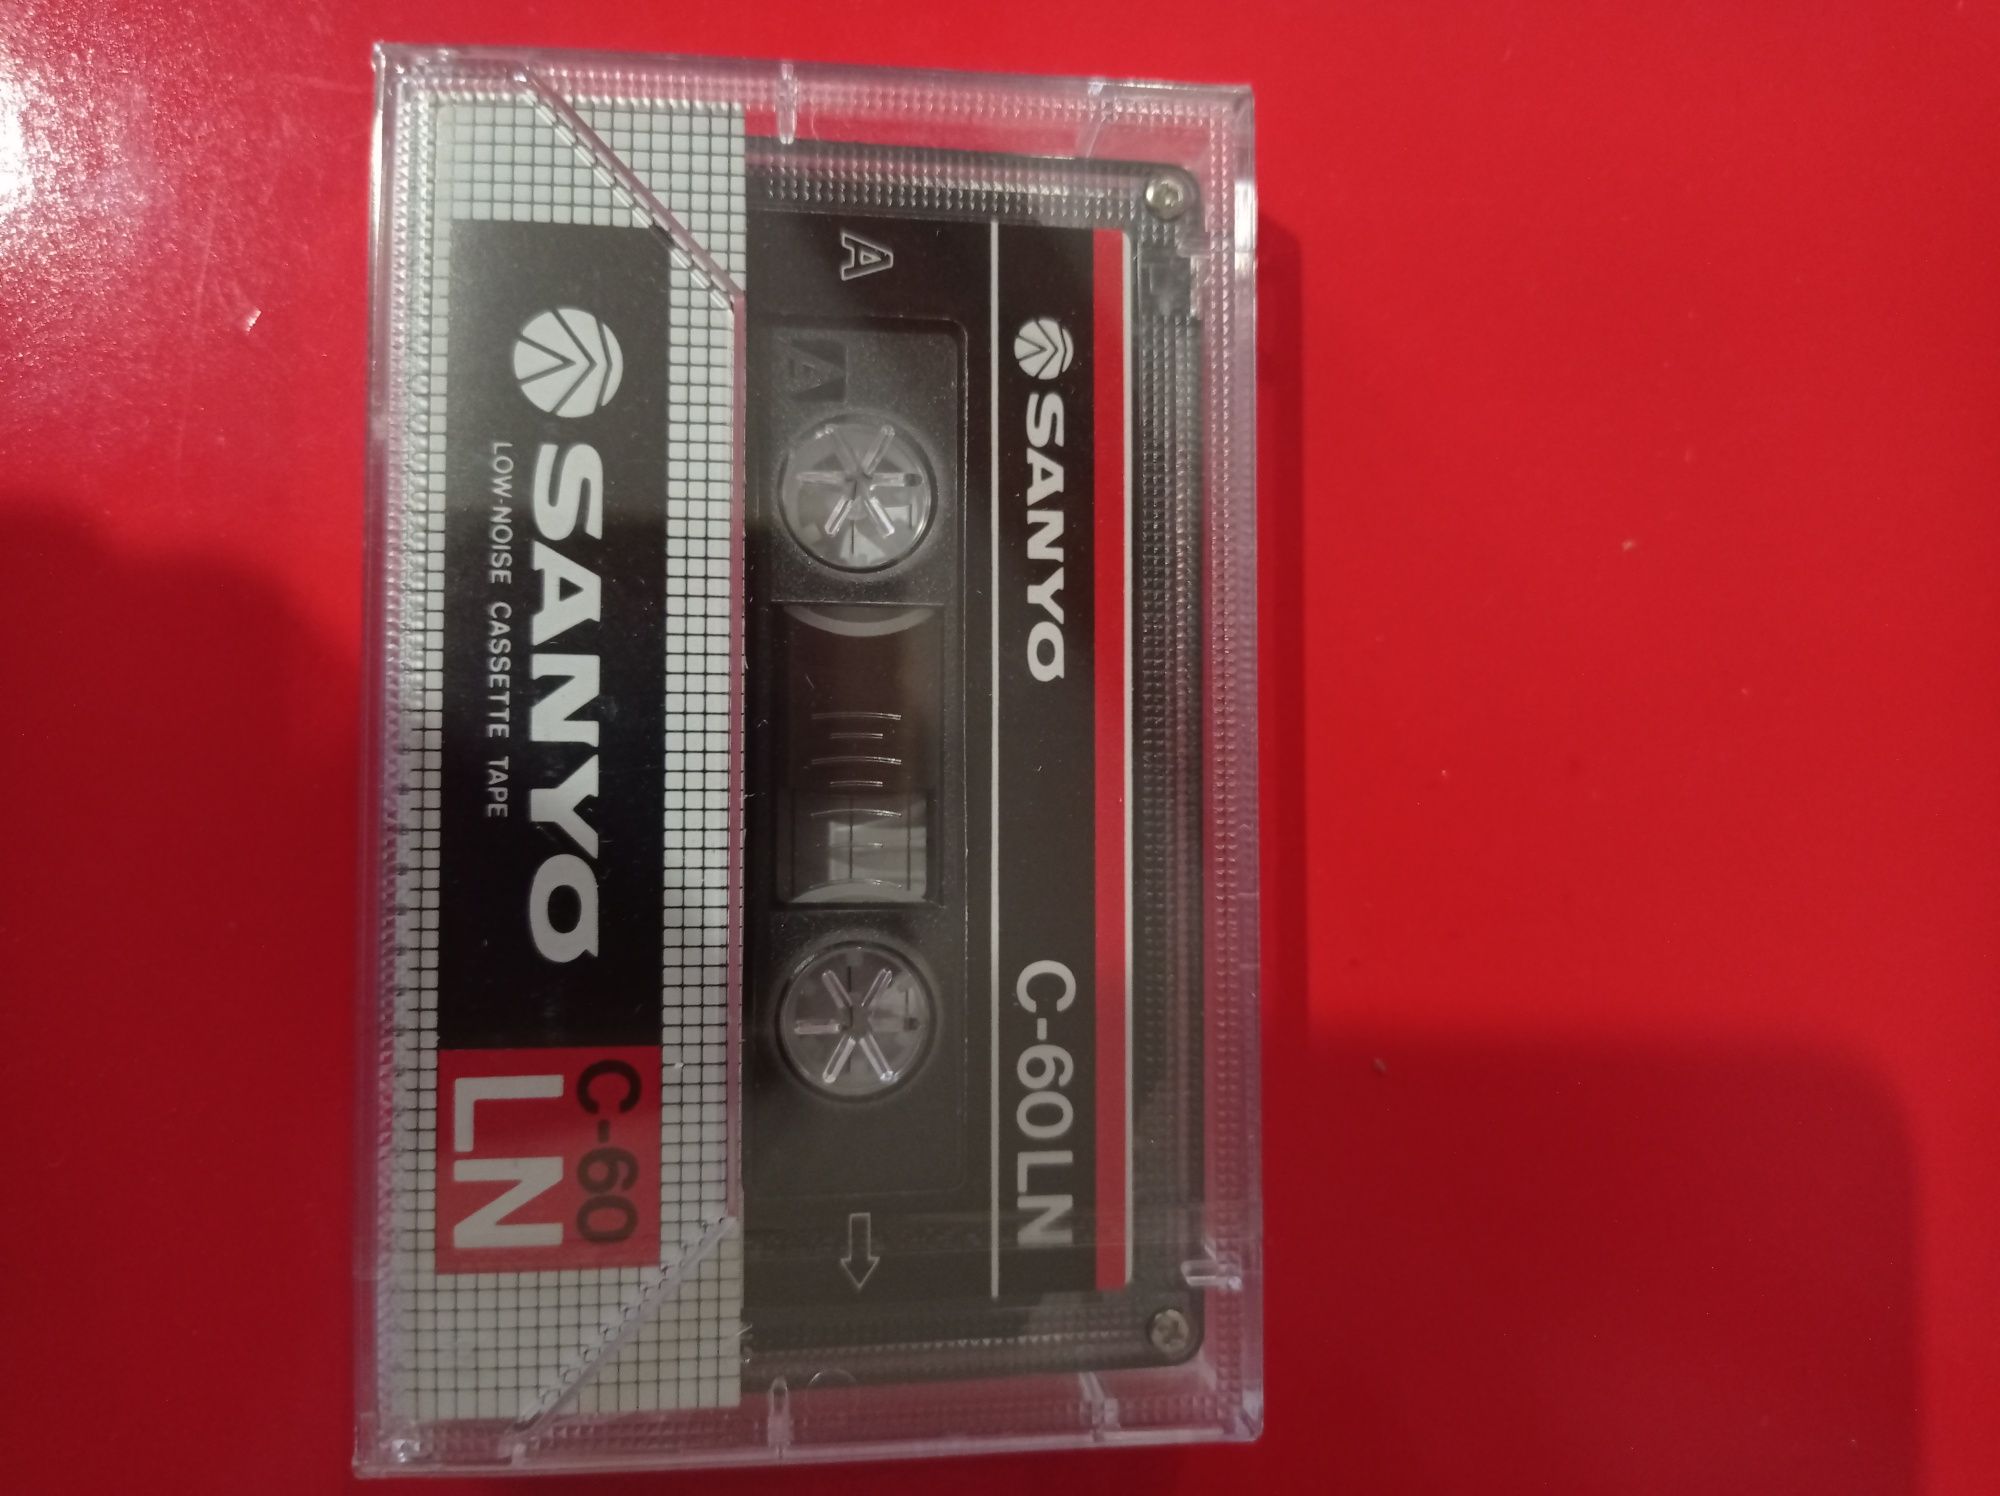 SANYO
LOW-NOISE CASSETTE TAPE
C-60
LN
A
A
SANYO
C-60LN